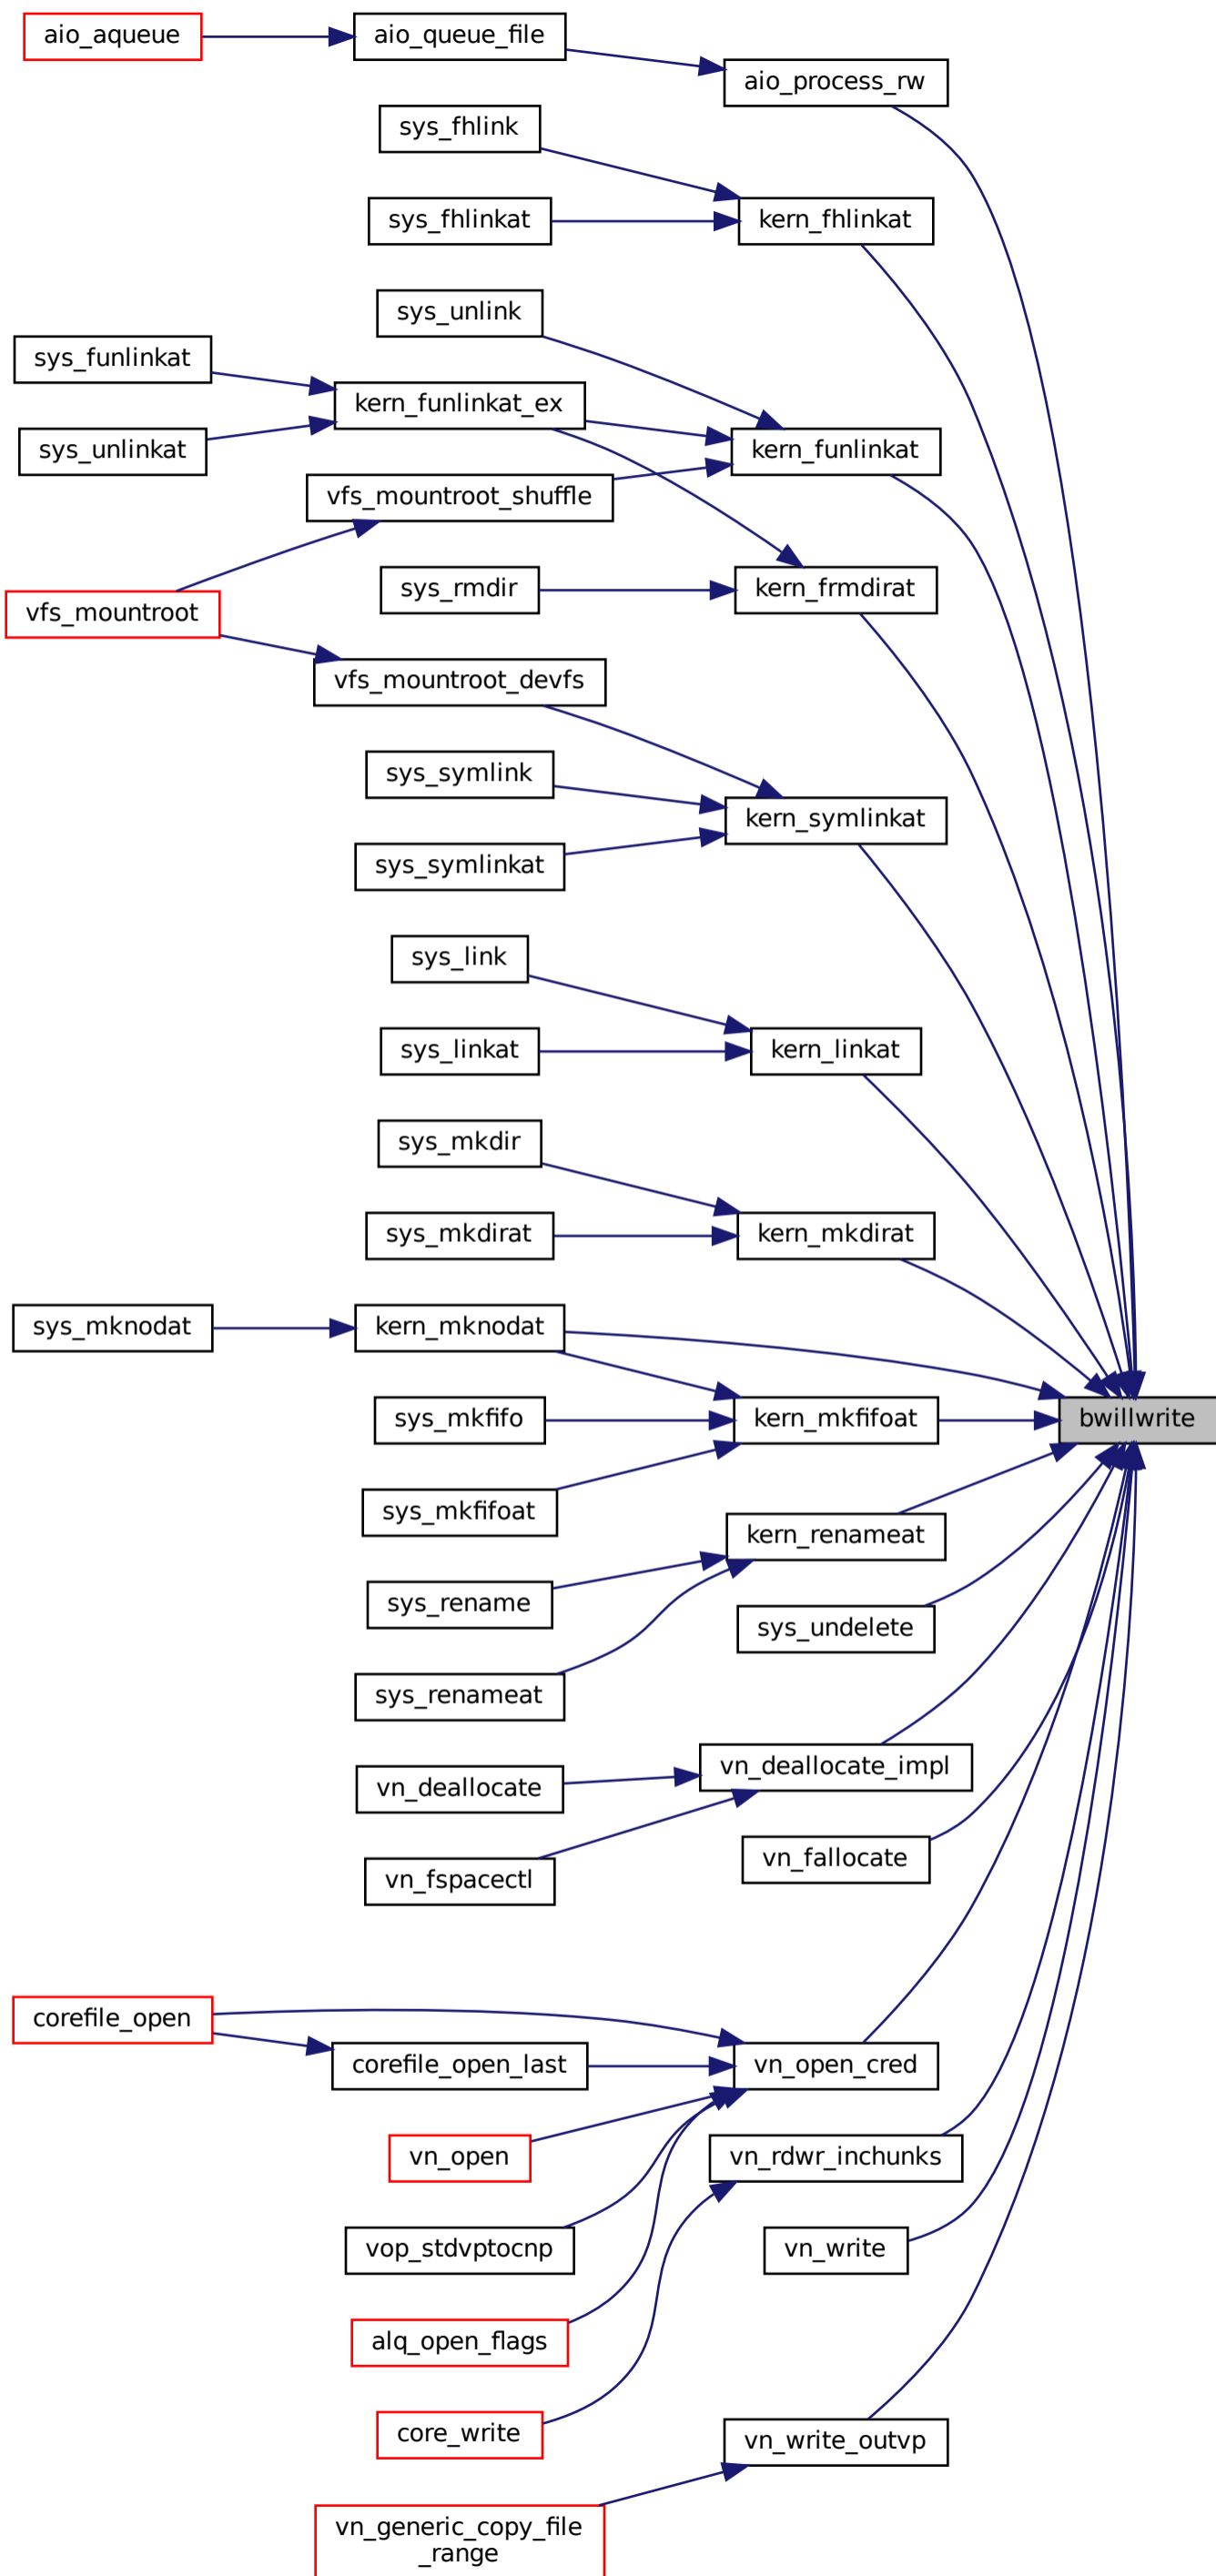 aio_aqueue
aio_queue_file
aio_process_rw
sys_fhlink
sys_fhlinkat
kern_fhlinkat
sys_unlink
sys_funlinkat
kern_funlinkat_ex
sys_unlinkat
kern_funlinkat
vfs_mountroot_shuffle
sys_rmdir
kern_frmdirat
vfs_mountroot
vfs_mountroot_devfs
sys_symlink
kern_symlinkat
sys_symlinkat
sys_link
sys_linkat
kern_linkat
sys_mkdir
sys_mkdirat
kern_mkdirat
sys_mknodat
kern_mknodat
sys_mkfifo
kern_mkfifoat
bwillwrite
sys_mkfifoat
kern_renameat
sys_rename
sys_undelete
sys_renameat
vn_deallocate_impl
vn_deallocate
vn_fallocate
vn_fspacectl
corefile_open
corefile_open_last
vn_open_cred
vn_open
vn_rdwr_inchunks
vop_stdvptocnp
vn_write
alq_open_flags
core_write
vn_write_outvp
vn_generic_copy_file
_range